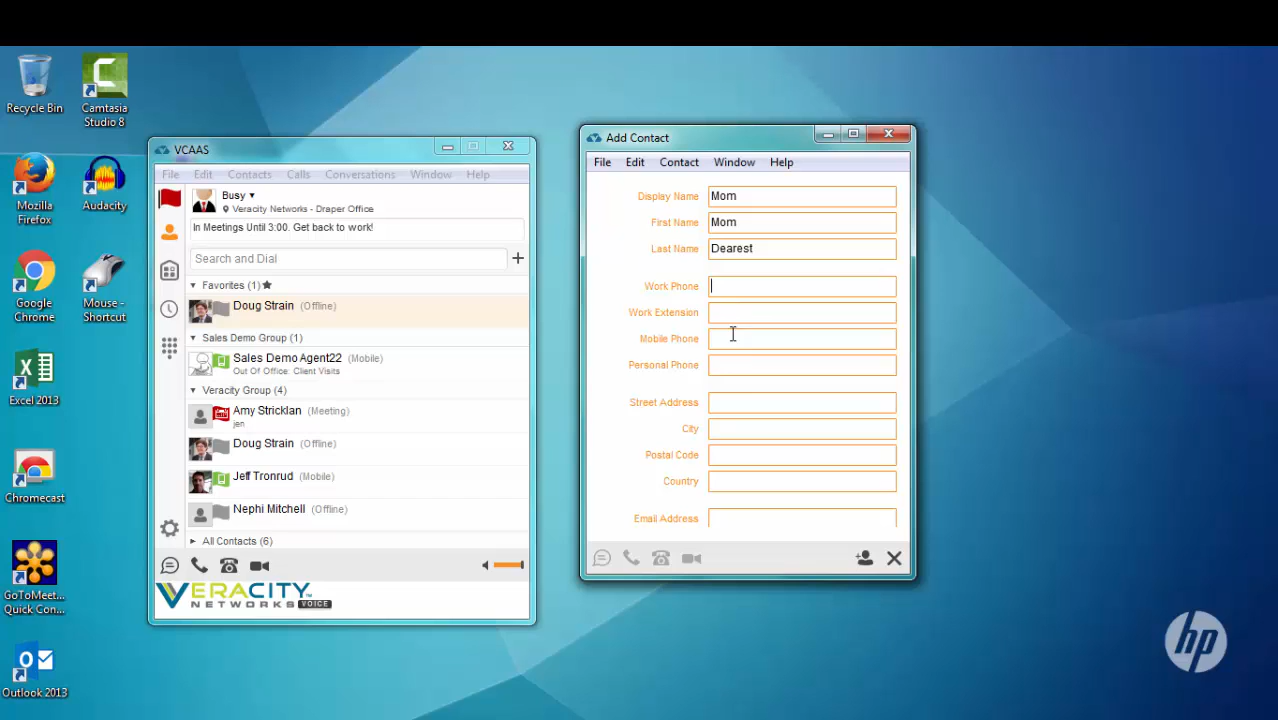 Recycle Bin
Camtasia
Studio 8
Mozilla
Firefox
Audacity
Google
Chrome
Mouse -
Shortcut
Excel 2013
Chromecast
GoToMeet...
Quick Con...
Outlook 2013
VCAAS
File Edit Contacts Calls Conversations Window Help
Busy ▾
Veracity Networks - Draper Office
In Meetings Until 3:00. Get back to work!
Search and Dial
Favorites (1)★
Doug Strain (Offline)
Sales Demo Group (1)
Sales Demo Agent22 (Mobile)
Out Of Office: Client Visits
Veracity Group (4)
Amy Stricklan (Meeting)
jen
Doug Strain (Offline)
Jeff Tronrud (Mobile)
Nephi Mitchell (Offline)
All Contacts (6)
VERACITY™
NETWORKS VOICE
Add Contact
File Edit Contact Window Help
Display Name Mom
First Name Mom
Last Name Dearest
Work Phone
Work Extension
Mobile Phone
Personal Phone
Street Address
City
Postal Code
Country
Email Address
hp